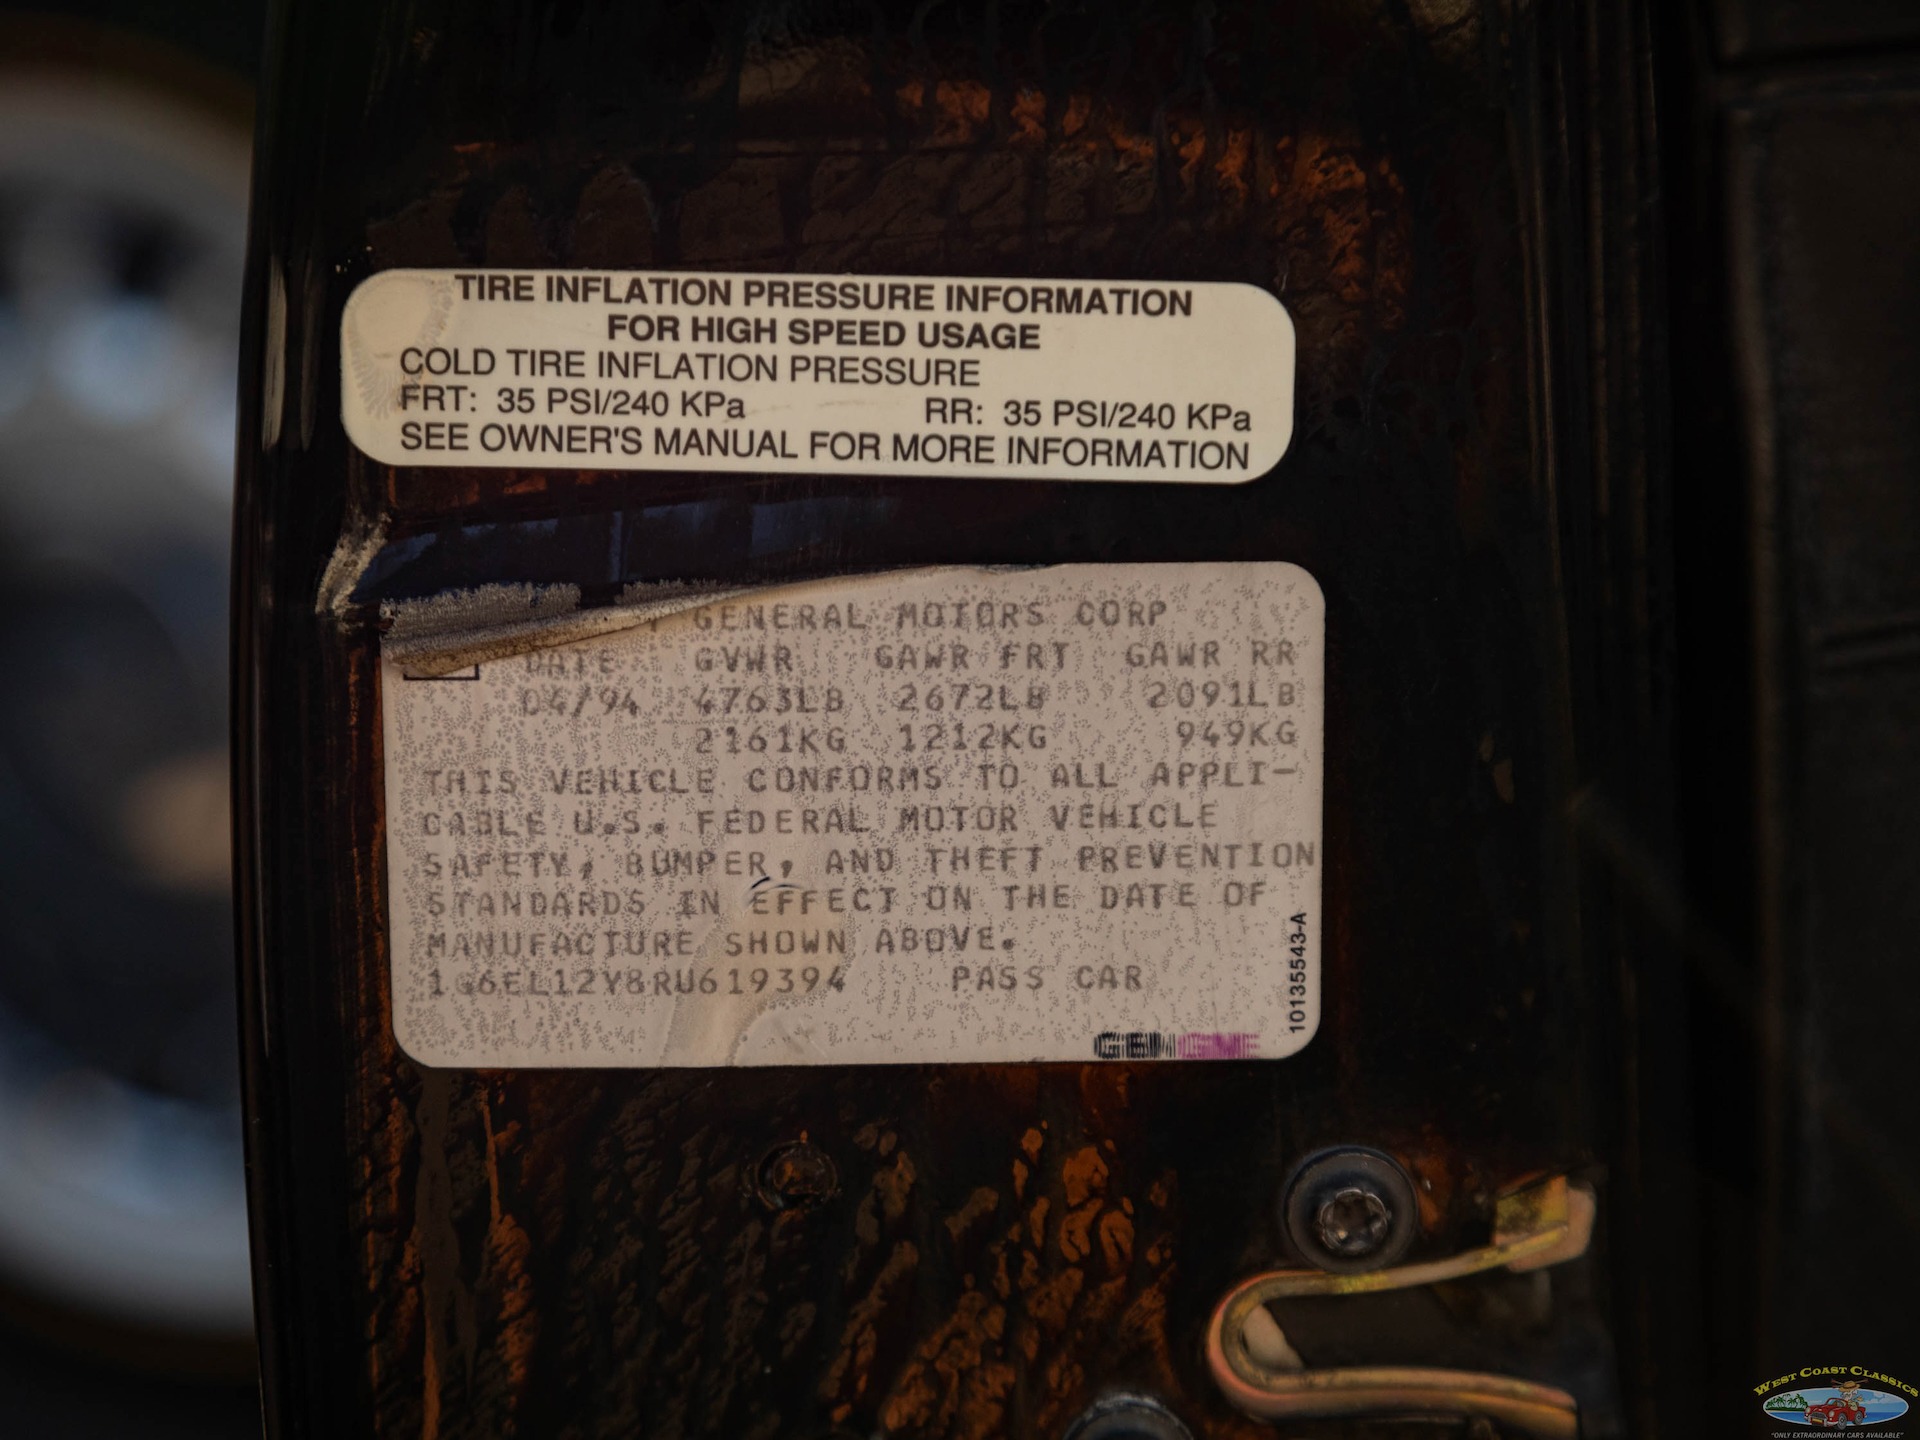 TIRE INFLATION PRESSURE INFORMATION
FOR HIGH SPEED USAGE
COLD TIRE INFLATION PRESSURE
FRT: 35 PSI/240 KPa RR: 35 PSI/240 KPa
SEE OWNER'S MANUAL FOR MORE INFORMATION
GENERAL MOTORS CORP
DATE GVWR GAWR FRT GAWR RR
04/94 4763LB 2672LB 2091LB
2161KG 1212KG 949KG
THIS VEHICLE CONFORMS TO ALL APPLI-
CABLE U.S. FEDERAL MOTOR VEHICLE
SAFETY, BUMPER, AND THEFT PREVENTION
STANDARDS IN EFFECT ON THE DATE OF
MANUFACTURE SHOWN ABOVE.
1G6EL12Y8RU619394 PASS CAR
10135543-A
WEST COAST CLASSICS
"ONLY EXTRAORDINARY CARS AVAILABLE"